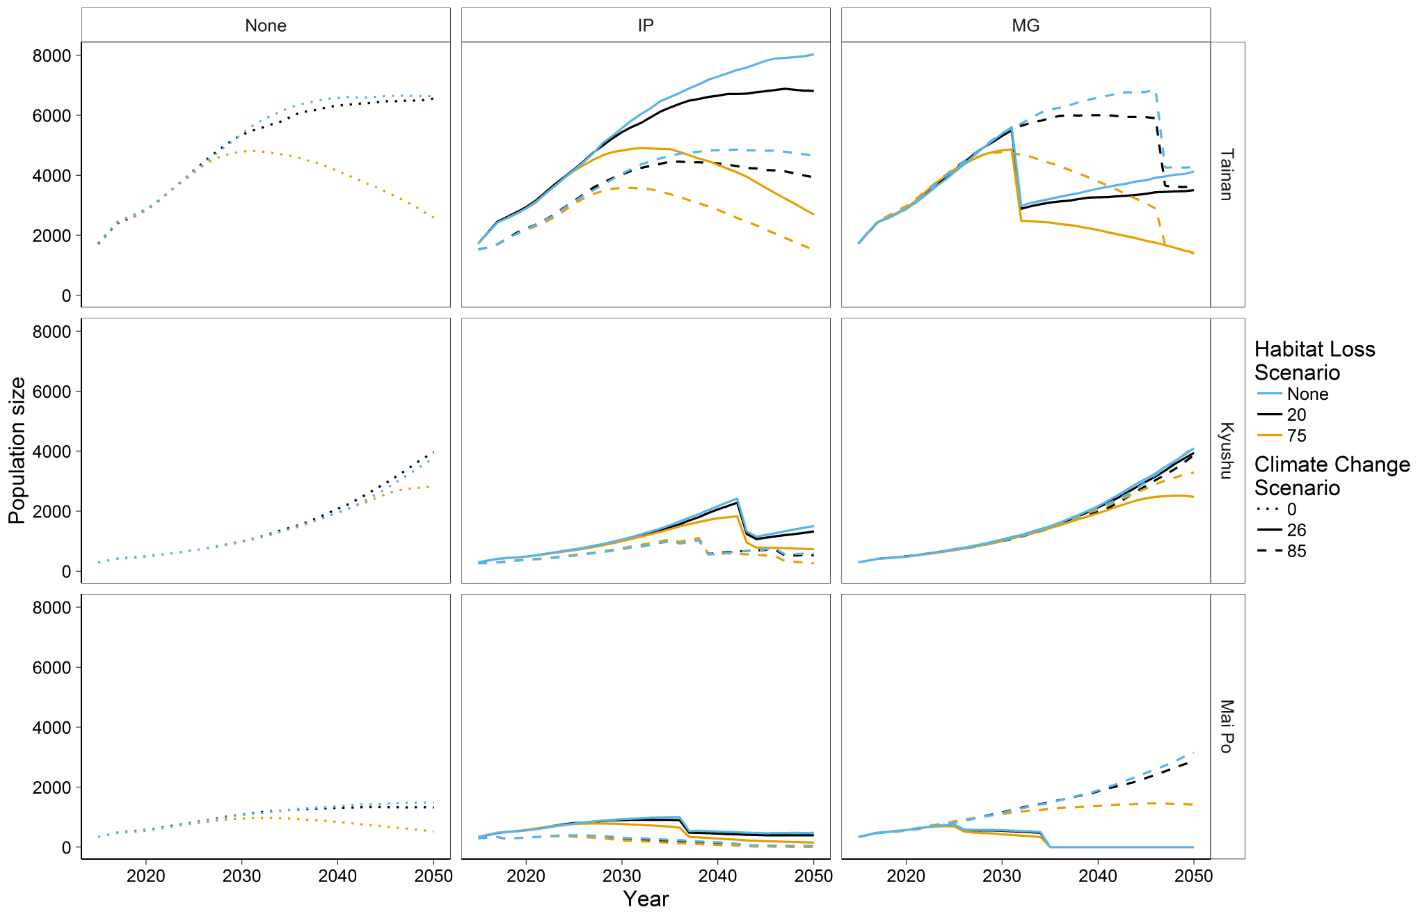 None IP MG
8000
6000
4000
2000
0
Tainan
8000
6000
4000
2000
0
Kyushu
8000
6000
4000
2000
0
Mai Po
Population size
2020 2030 2040 2050 2020 2030 2040 2050 2020 2030 2040 2050
Year
Habitat Loss
Scenario
None
20
75
Climate Change
Scenario
0
26
85